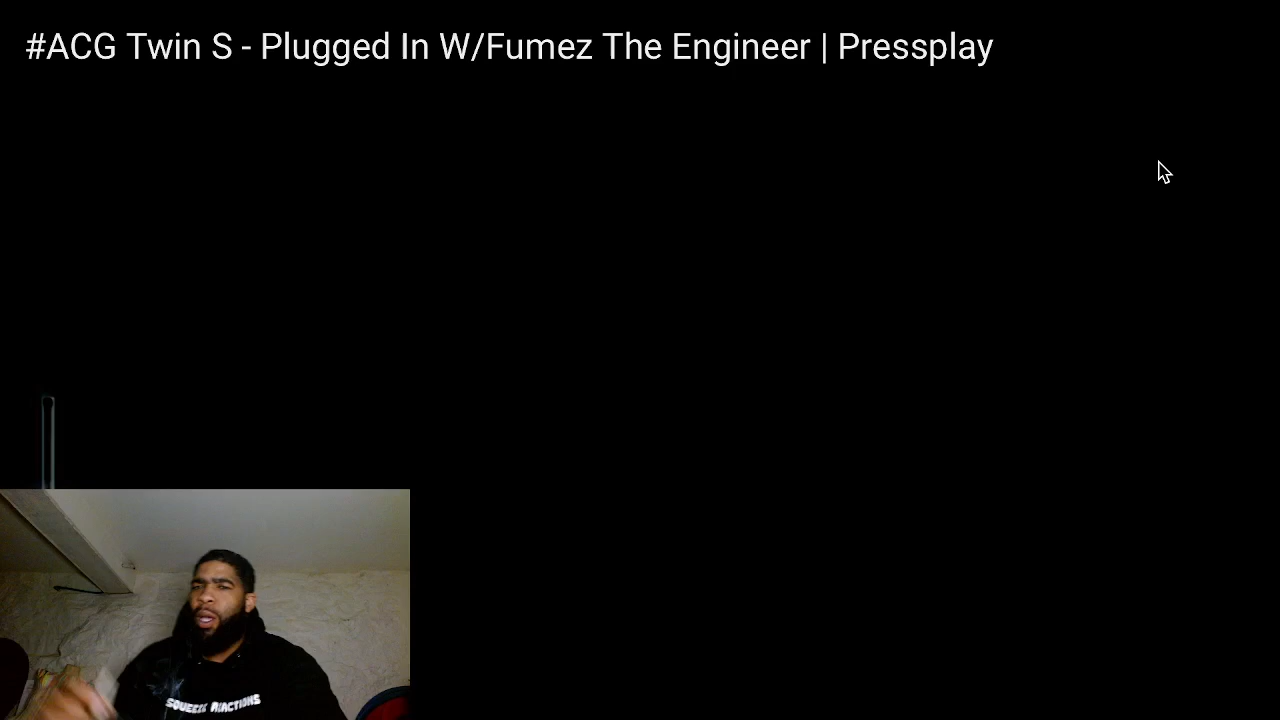 #ACG Twin S - Plugged In W/Fumez The Engineer | Pressplay
SQUEEZE REACTIONS